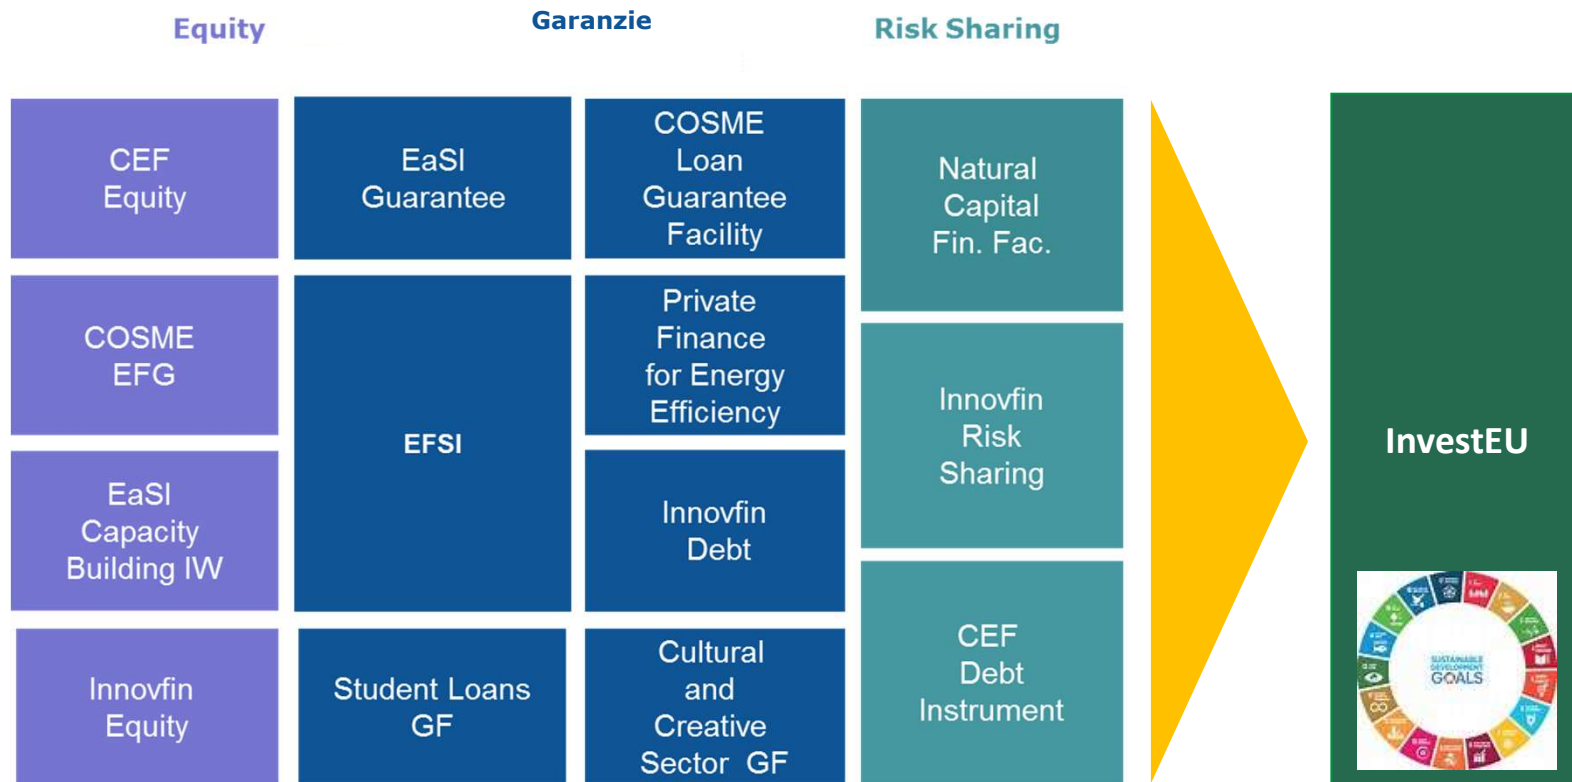 Equity
Garanzie
Risk Sharing
CEF
Equity
EaSI
Guarantee
COSME
Loan
Guarantee
Facility
Natural
Capital
Fin. Fac.
COSME
EFG
EFSI
Private
Finance
for Energy
Efficiency
Innovfin
Risk
Sharing
InvestEU
EaSI
Capacity
Building IW
Innovfin
Debt
Innovfin
Equity
Student Loans
GF
Cultural
and
Creative
Sector GF
CEF
Debt
Instrument
SUSTAINABLE
DEVELOPMENT
GOALS